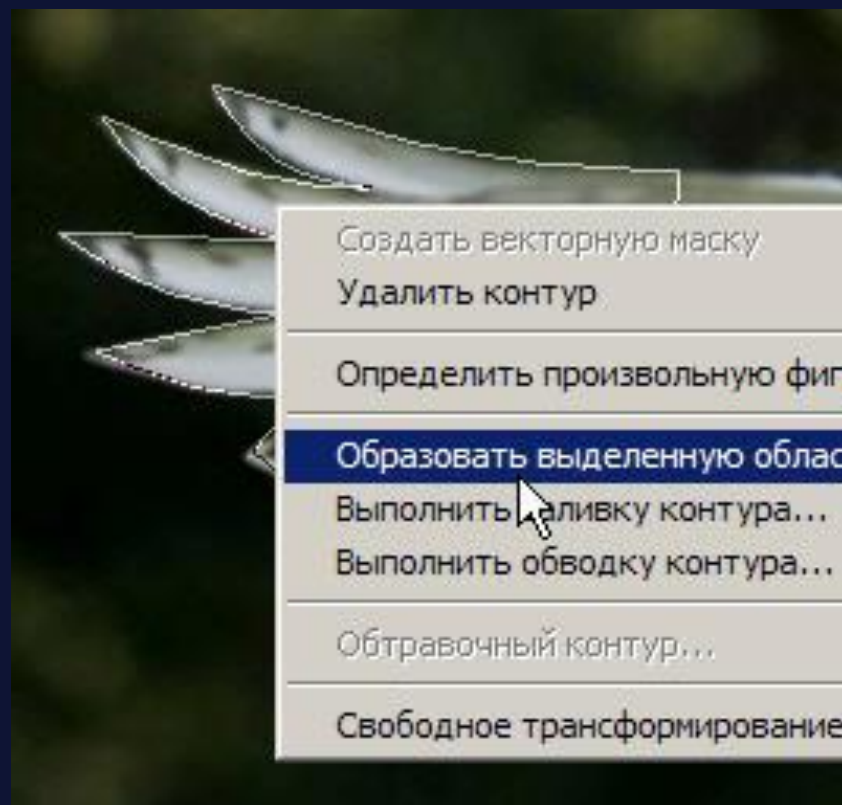 Создать векторную маску
Удалить контур
Определить произвольную
Образовать выделенную
Выполнить заливку контура...
Выполнить обводку контура...
Обтравочный контур...
Свободное трансформирование